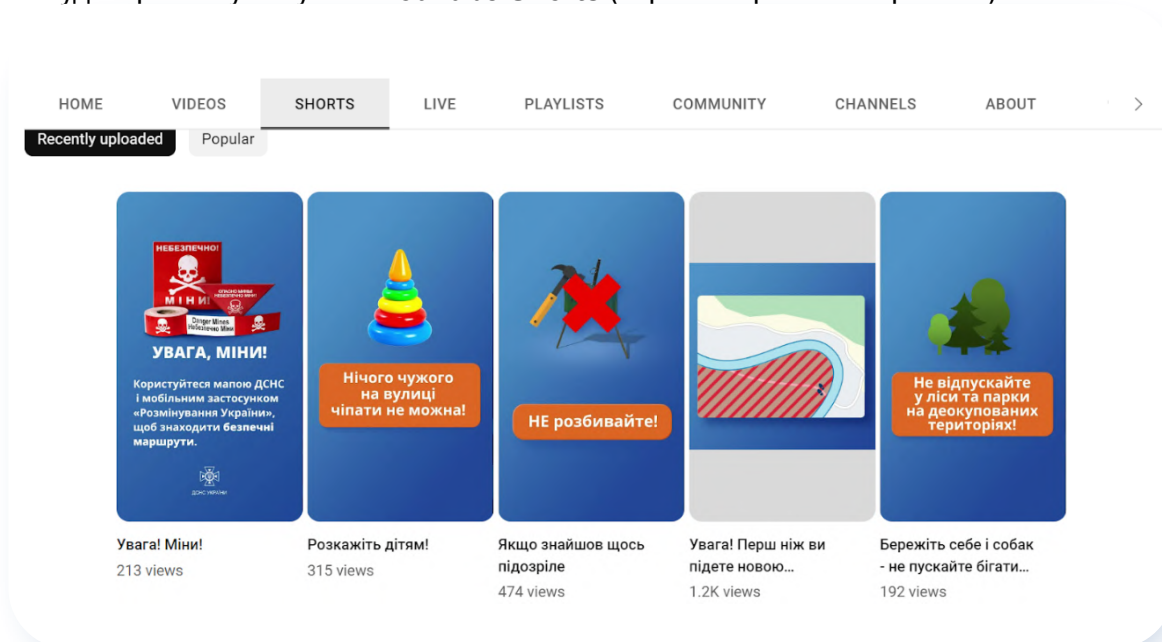 HOME VIDEOS SHORTS LIVE PLAYLISTS COMMUNITY CHANNELS ABOUT
Recently uploaded Popular
НЕБЕЗПЕЧНО!
МІНИ
Danger Mines
Небезпечно Міни
УВАГА, МІНИ!
Користуйтеся мапою ДСНС
і мобільним застосунком
«Розмінування України»,
щоб знаходити безпечні
маршрути.
ДСНС УКРАЇНИ
Увага! Міни!
213 views
Нічого чужого
на вулиці
чіпати не можна!
Розкажіть дітям!
315 views
НЕ розбивайте!
Якщо знайшов щось
підозріле
474 views
Увага! Перш ніж ви
підете новою...
1.2K views
Не відпускайте
у ліси та парки
на деокупованих
територіях!
Бережіть себе і собак
- не пускайте бігати...
192 views